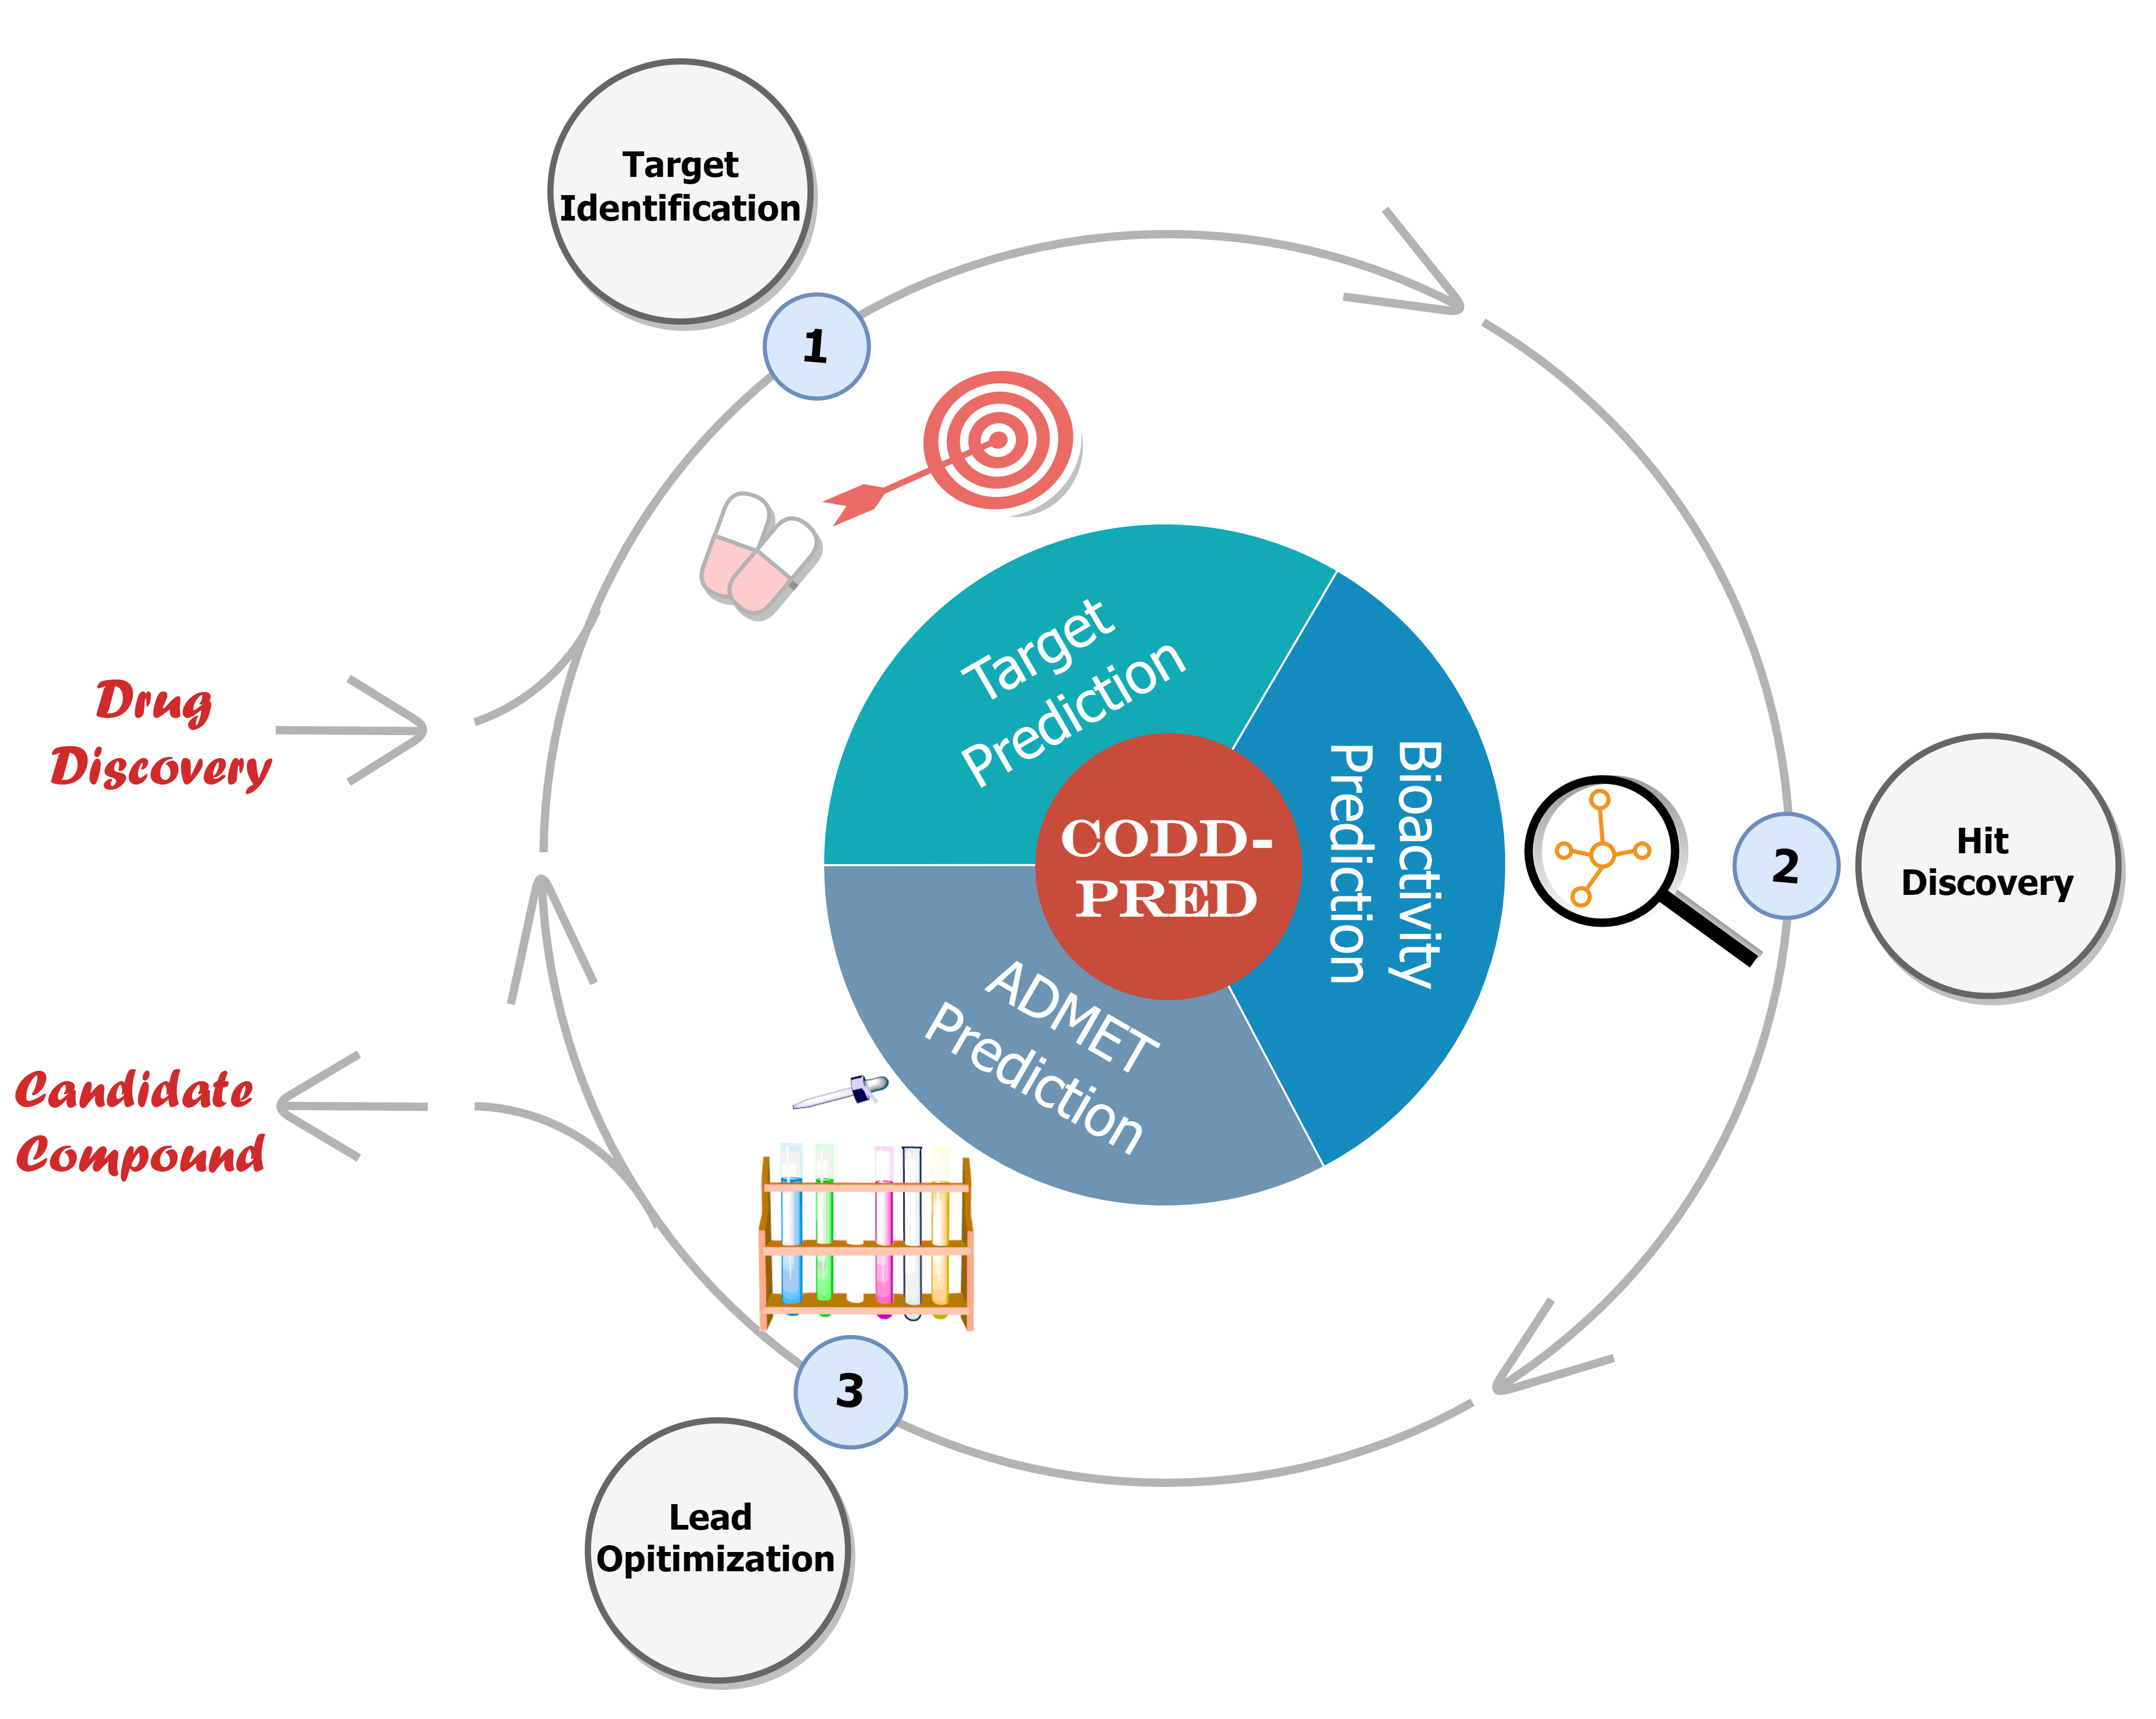 Target
Identification
1
Target
Prediction
Drug
Discovery
Bioactivity
Prediction
CODD-
PRED
2
Hit
Discovery
ADMET
Prediction
Candidate
Compound
3
Lead
Opitimization